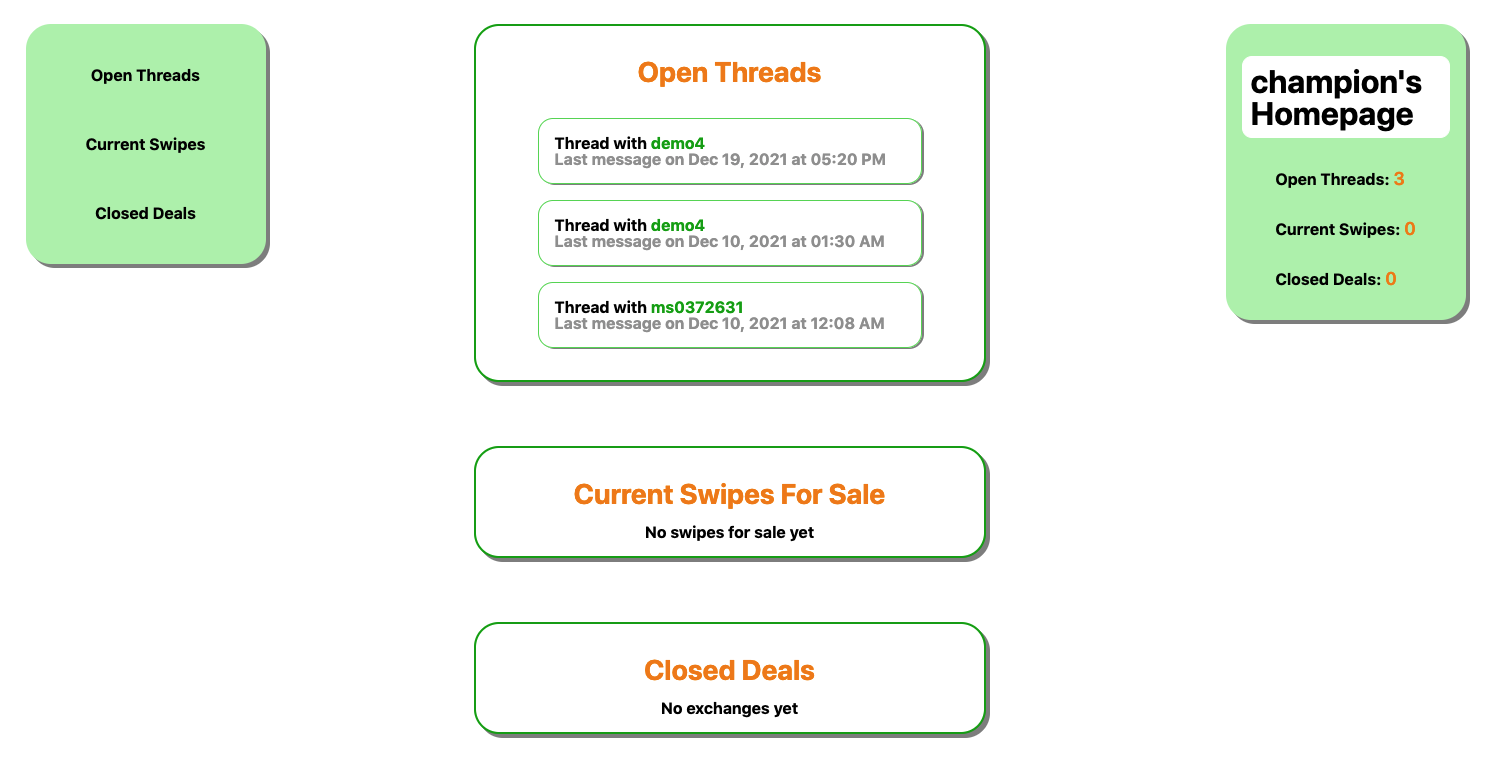 Open Threads
Current Swipes
Closed Deals
Open Threads
Thread with demo4
Last message on Dec 19, 2021 at 05:20 PM
Thread with demo4
Last message on Dec 10, 2021 at 01:30 AM
Thread with ms0372631
Last message on Dec 10, 2021 at 12:08 AM
Current Swipes For Sale
No swipes for sale yet
Closed Deals
No exchanges yet
champion's
Homepage
Open Threads: 3
Current Swipes: 0
Closed Deals: 0